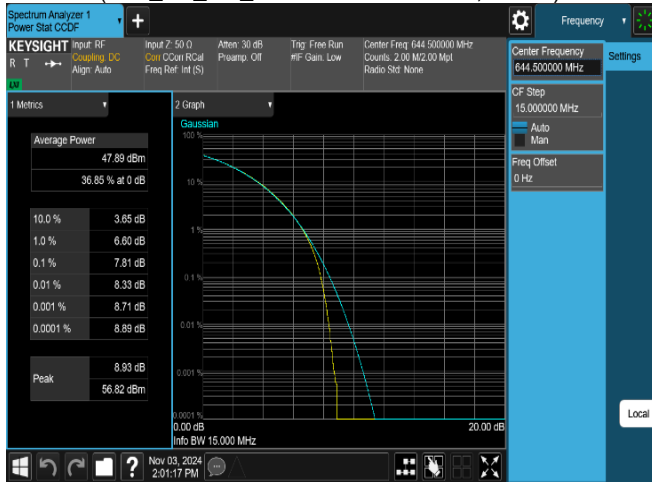 Spectrum Analyzer 1
Power Stat CCDF
+
Frequency
KEYSIGHT
R T
LXI
Input: RF
Coupling: DC
Align: Auto
Input Z: 50 Ω
Corr CCorr RCal
Freq Ref: Int (S)
Atten: 30 dB
Preamp: Off
Trig: Free Run
#IF Gain: Low
Center Freq: 644.500000 MHz
Counts: 2.00 M/2.00 Mpt
Radio Std: None
Center Frequency
644.500000 MHz
Settings
CF Step
15.000000 MHz
Auto
Man
Freq Offset
0 Hz
1 Metrics
Average Power
47.89 dBm
36.85 % at 0 dB
10.0 % 3.65 dB
1.0 % 6.60 dB
0.1 % 7.81 dB
0.01 % 8.33 dB
0.001 % 8.71 dB
0.0001 % 8.89 dB
Peak 8.93 dB
56.82 dBm
2 Graph
Gaussian
100 %
10 %
1 %
0.1 %
0.01 %
0.001 %
0.0001 %
0.00 dB 20.00 dB
Info BW 15.000 MHz
Local
?
Nov 03, 2024
2:01:17 PM